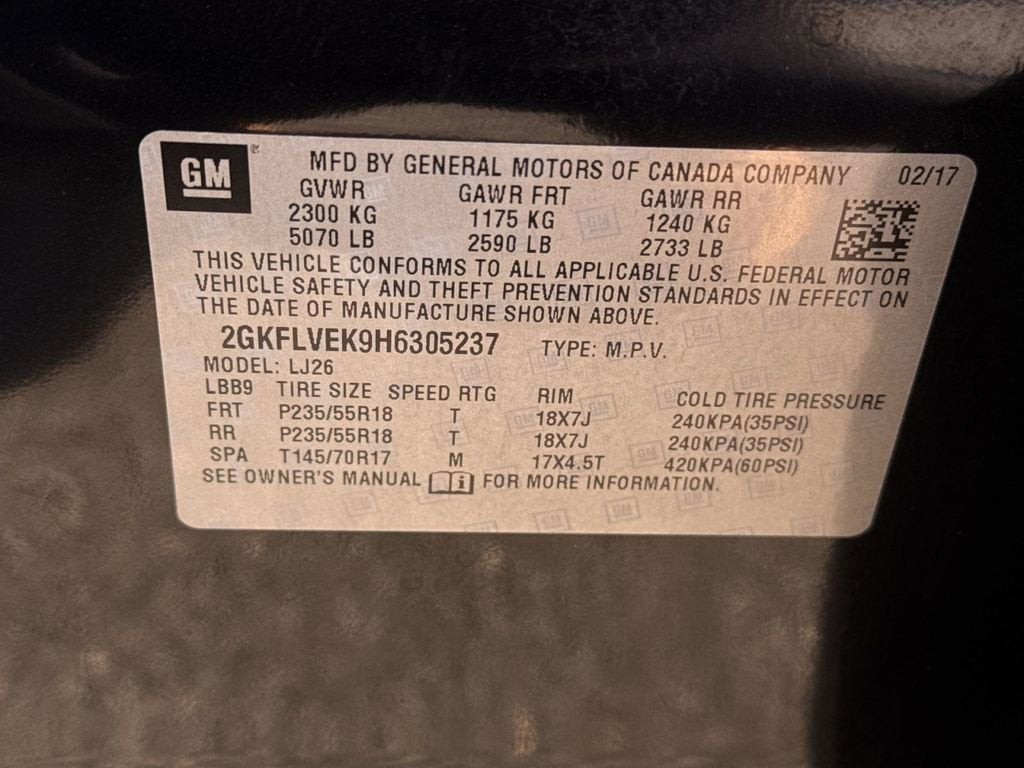 GM ® MFD BY GENERAL MOTORS OF CANADA COMPANY 02/17
GVWR GAWR FRT GAWR RR
2300 KG 1175 KG 1240 KG
5070 LB 2590 LB 2733 LB
THIS VEHICLE CONFORMS TO ALL APPLICABLE U.S. FEDERAL MOTOR
VEHICLE SAFETY AND THEFT PREVENTION STANDARDS IN EFFECT ON
THE DATE OF MANUFACTURE SHOWN ABOVE.
2GKFLVEK9H6305237 TYPE: M.P.V.
MODEL: LJ26
LBB9 TIRE SIZE SPEED RTG RIM COLD TIRE PRESSURE
FRT P235/55R18 T 18X7J 240KPA(35PSI)
RR P235/55R18 T 18X7J 240KPA(35PSI)
SPA T145/70R17 M 17X4.5T 420KPA(60PSI)
SEE OWNER'S MANUAL i FOR MORE INFORMATION.